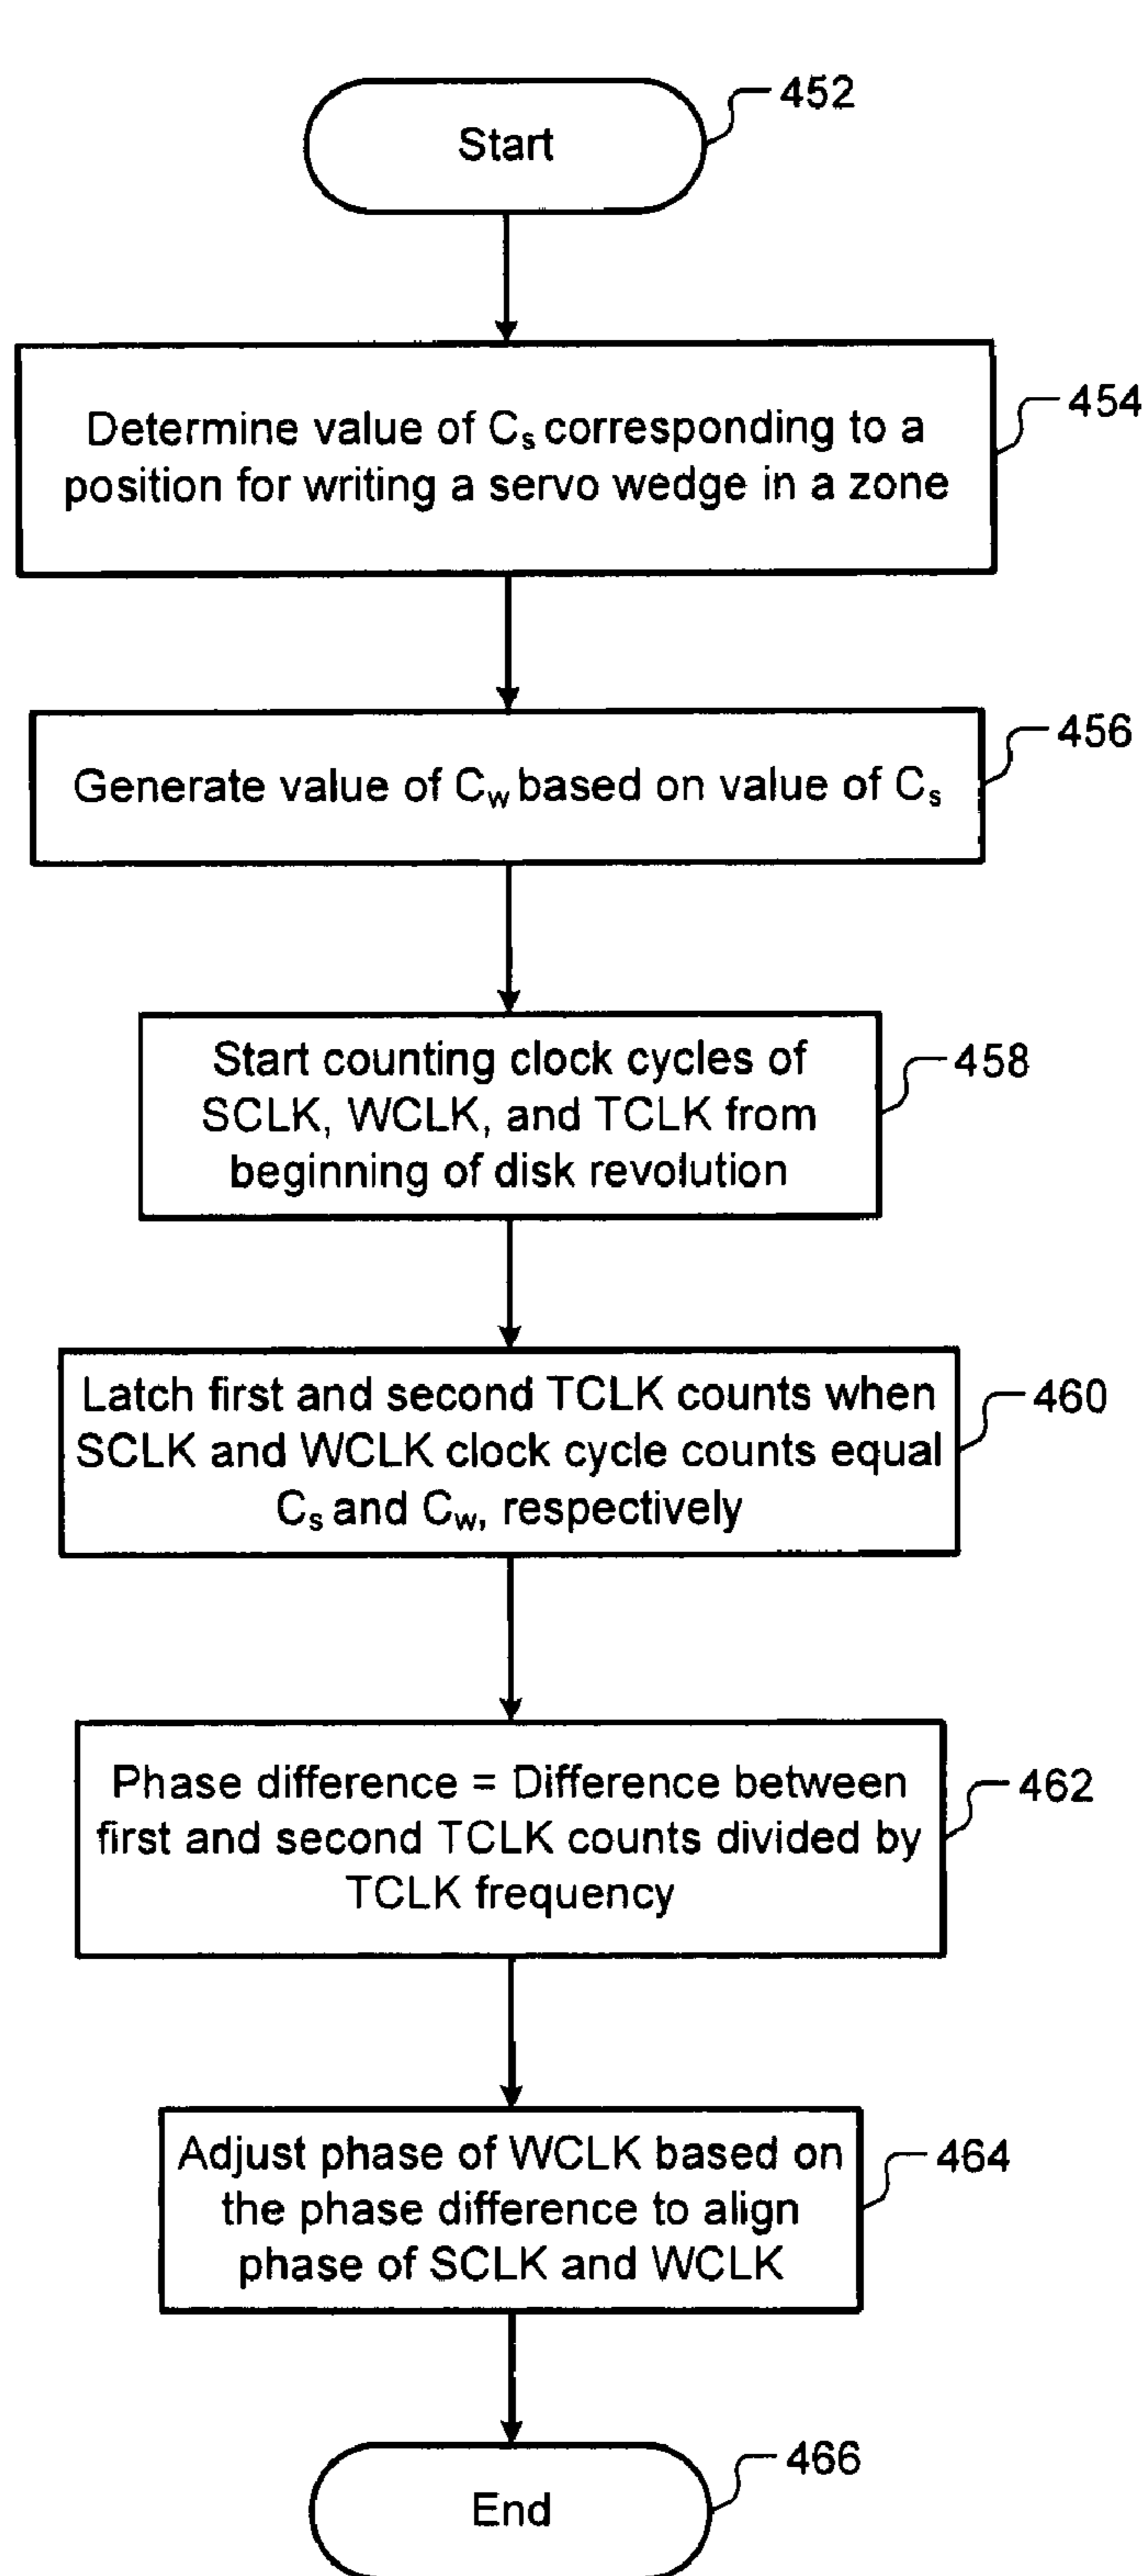 452
Start
454
Determine value of Cs corresponding to a
position for writing a servo wedge in a zone
456
Generate value of Cw based on value of Cs
458
Start counting clock cycles of
SCLK, WCLK, and TCLK from
beginning of disk revolution
460
Latch first and second TCLK counts when
SCLK and WCLK clock cycle counts equal
Cs and Cw, respectively
462
Phase difference = Difference between
first and second TCLK counts divided by
TCLK frequency
464
Adjust phase of WCLK based on
the phase difference to align
phase of SCLK and WCLK
466
End